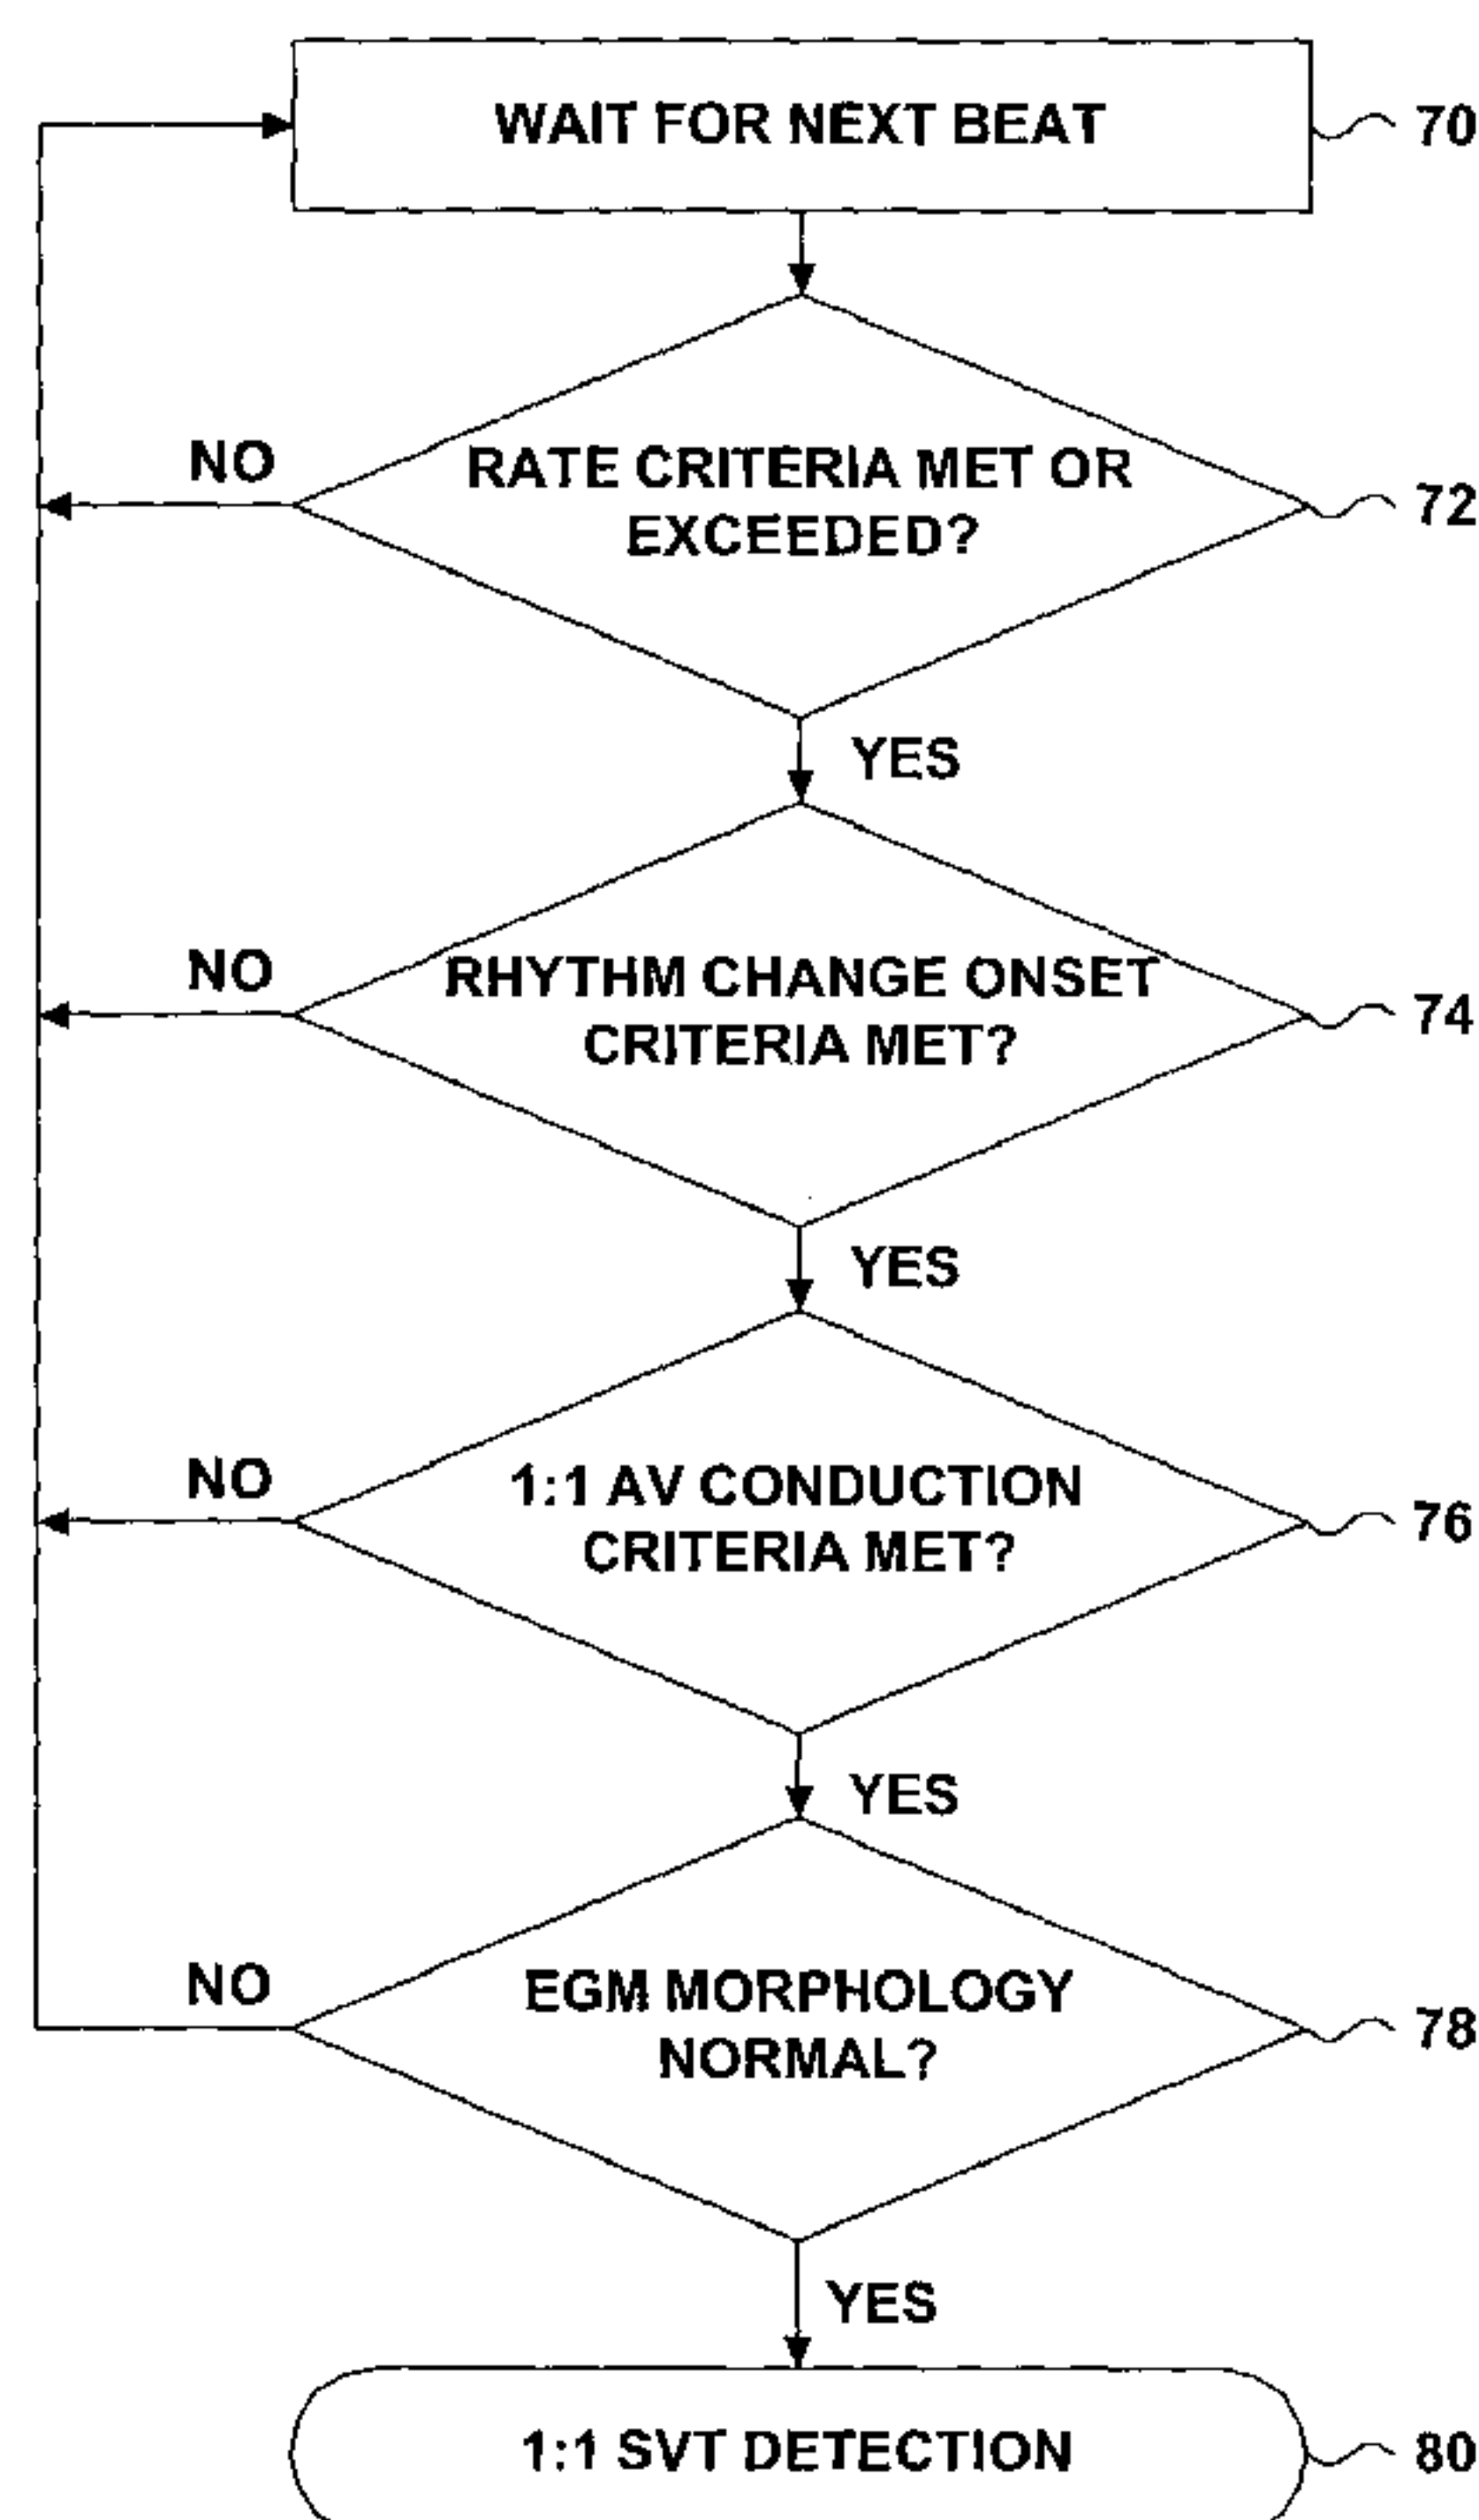 WAIT FOR NEXT BEAT
70
NO
RATE CRITERIA MET OR
EXCEEDED?
72
YES
NO
RHYTHM CHANGE ONSET
CRITERIA MET?
74
YES
NO
1:1 AV CONDUCTION
CRITERIA MET?
76
YES
NO
EGM MORPHOLOGY
NORMAL?
78
YES
1:1 SVT DETECTION
80